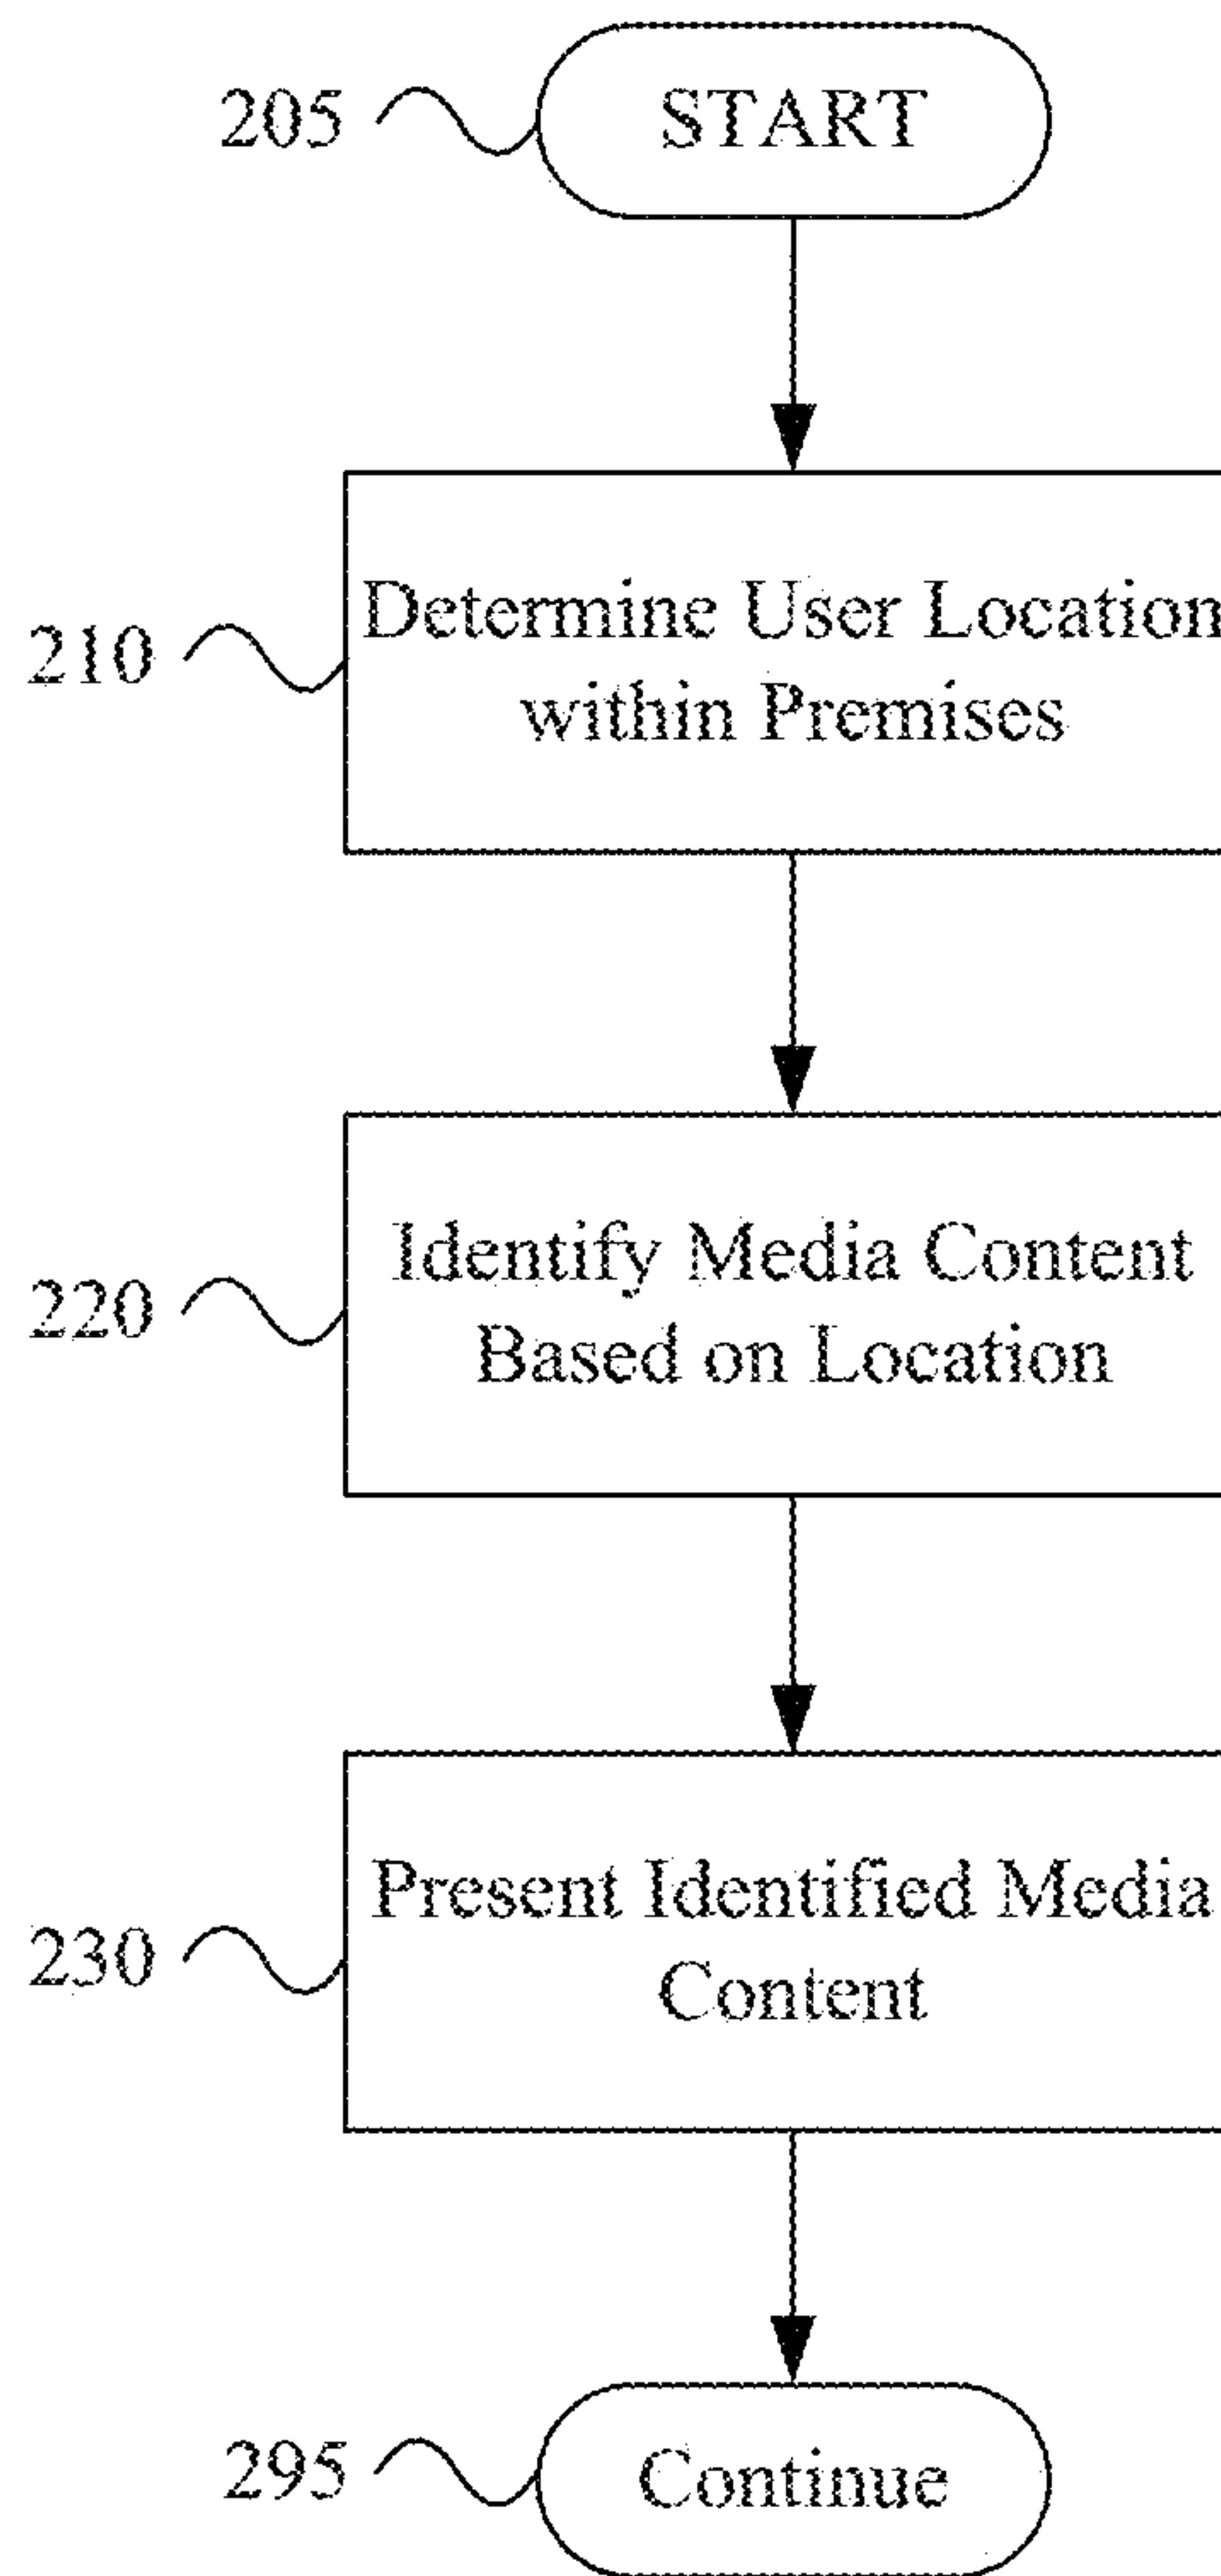 205
START
210
Determine User Location
within Premises
220
Identify Media Content
Based on Location
230
Present Identified Media
Content
295
Continue